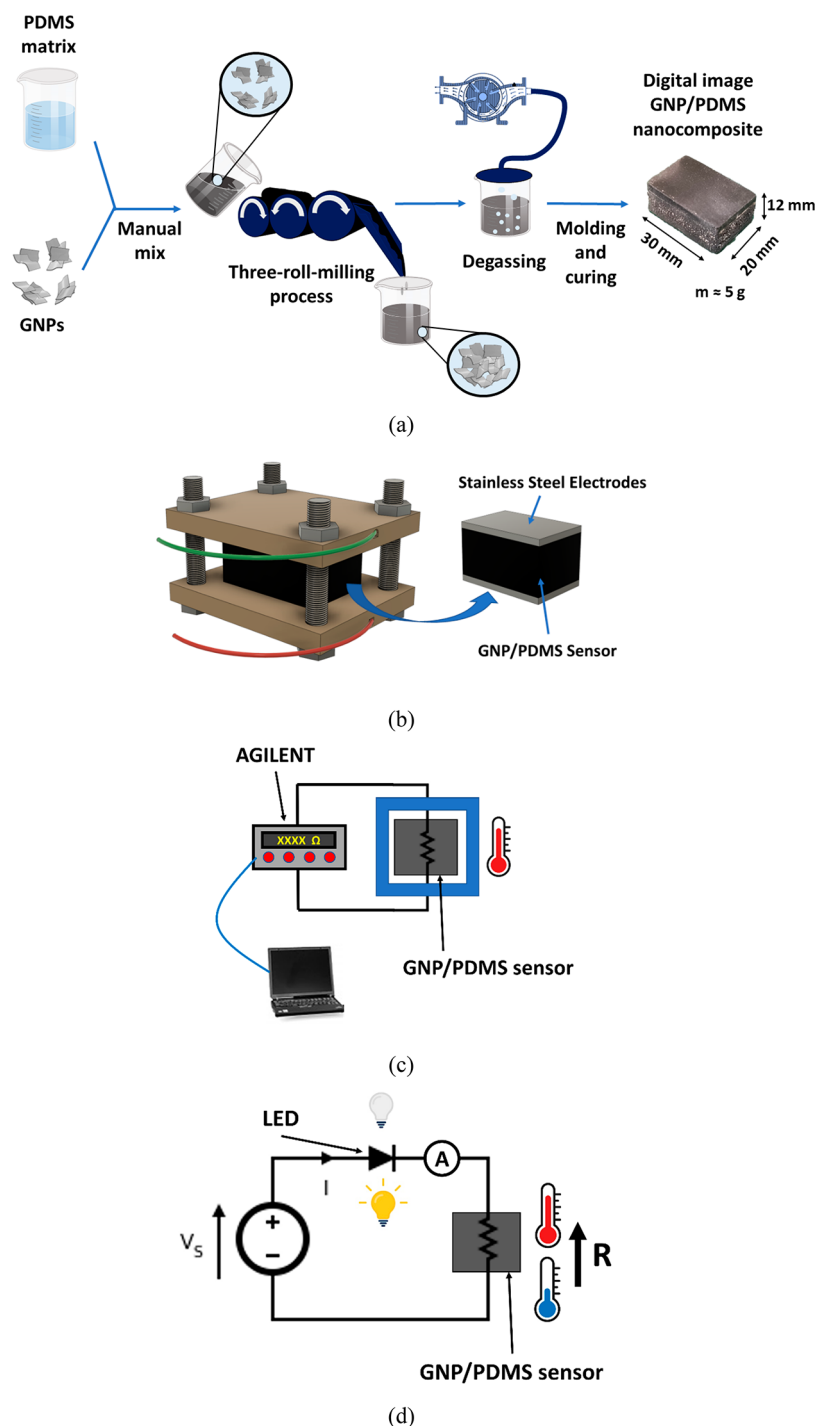 PDMS
matrix
GNPs
Manual
mix
Three-roll-milling
process
Degassing
Molding
and
curing
Digital image
GNP/PDMS
nanocomposite
12 mm
30 mm
20 mm
m ≈ 5 g
(a)
Stainless Steel Electrodes
GNP/PDMS Sensor
(b)
AGILENT
XXXX Ω
GNP/PDMS sensor
(c)
LED
A
I
+
−
VS
R
GNP/PDMS sensor
(d)